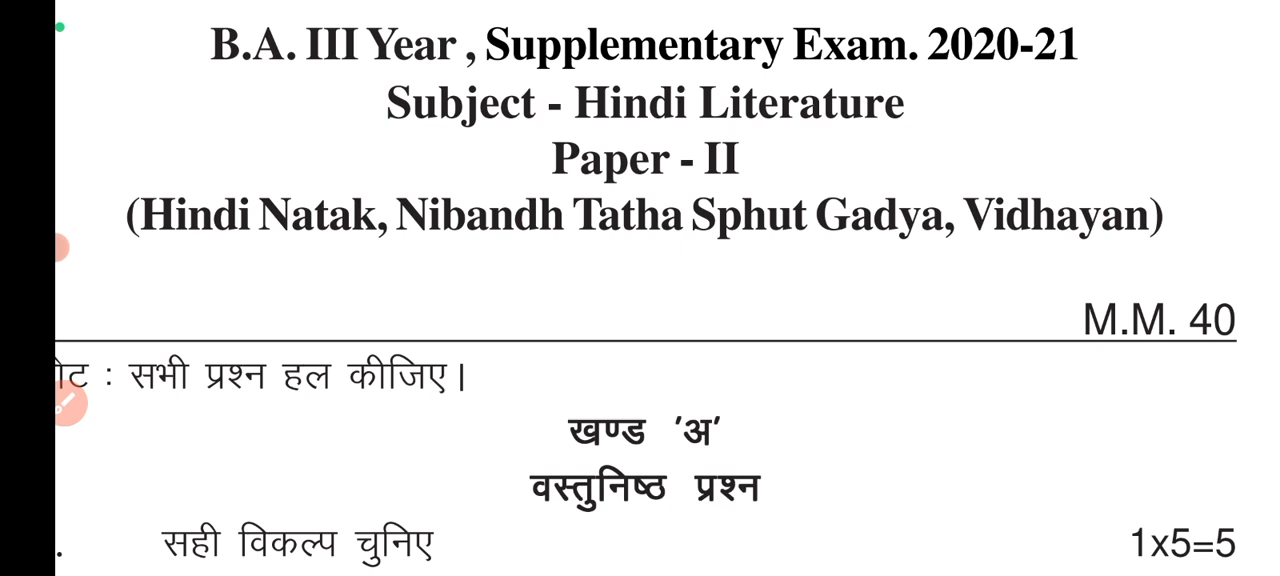 B.A. III Year , Supplementary Exam. 2020-21
Subject - Hindi Literature
Paper - II
(Hindi Natak, Nibandh Tatha Sphut Gadya, Vidhayan)
M.M. 40
: सभी प्रश्न हल कीजिए।
खण्ड 'अ'
वस्तुनिष्ठ प्रश्न
. सही विकल्प चुनिए 1x5=5